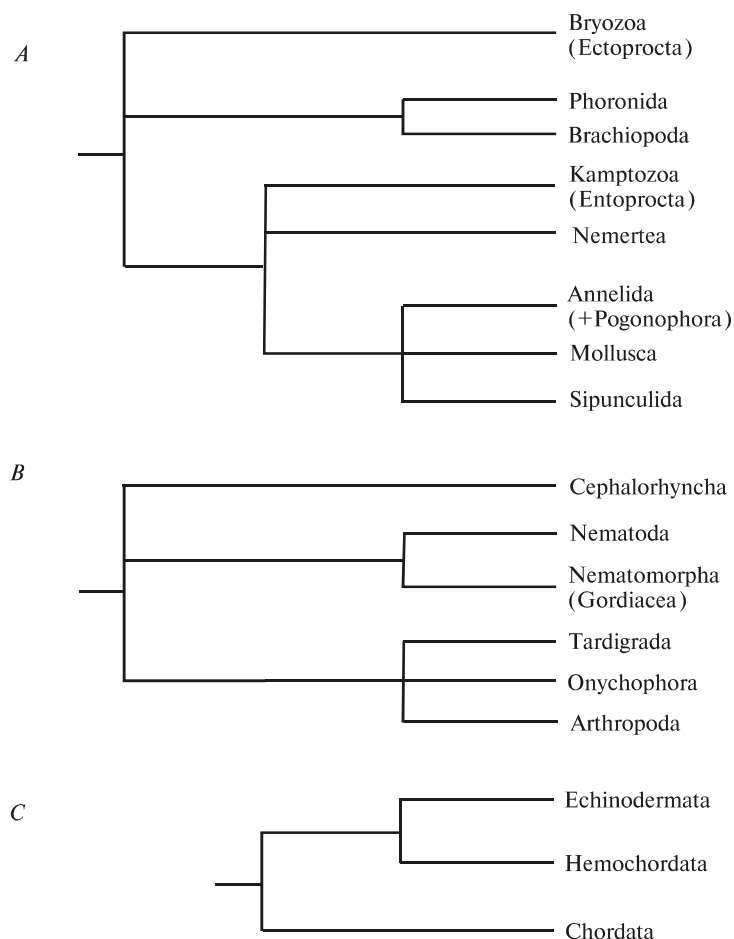 A
Bryozoa
(Ectoprocta)
Phoronida
Brachiopoda
Kamptozoa
(Entoprocta)
Nemertea
Annelida
(+Pogonophora)
Mollusca
Sipunculida
B
Cephalorhyncha
Nematoda
Nematomorpha
(Gordiacea)
Tardigrada
Onychophora
Arthropoda
C
Echinodermata
Hemochordata
Chordata